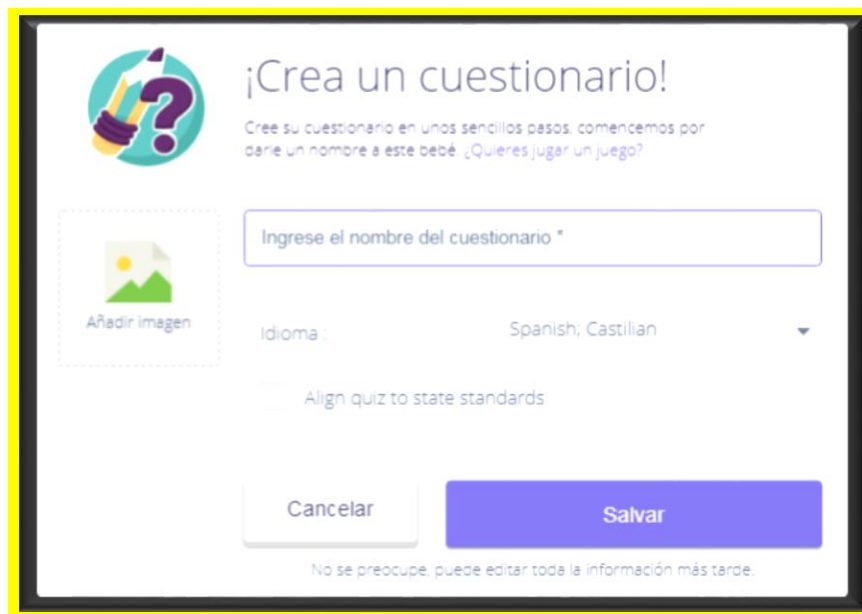 ¡Crea un cuestionario!
Cree su cuestionario en unos sencillos pasos, comencemos por
darle un nombre a este bebé. ¿Quieres jugar un juego?
Ingrese el nombre del cuestionario *
Añadir imagen
Idioma :
Spanish; Castilian
Align quiz to state standards
Cancelar
Salvar
No se preocupe, puede editar toda la información más tarde.